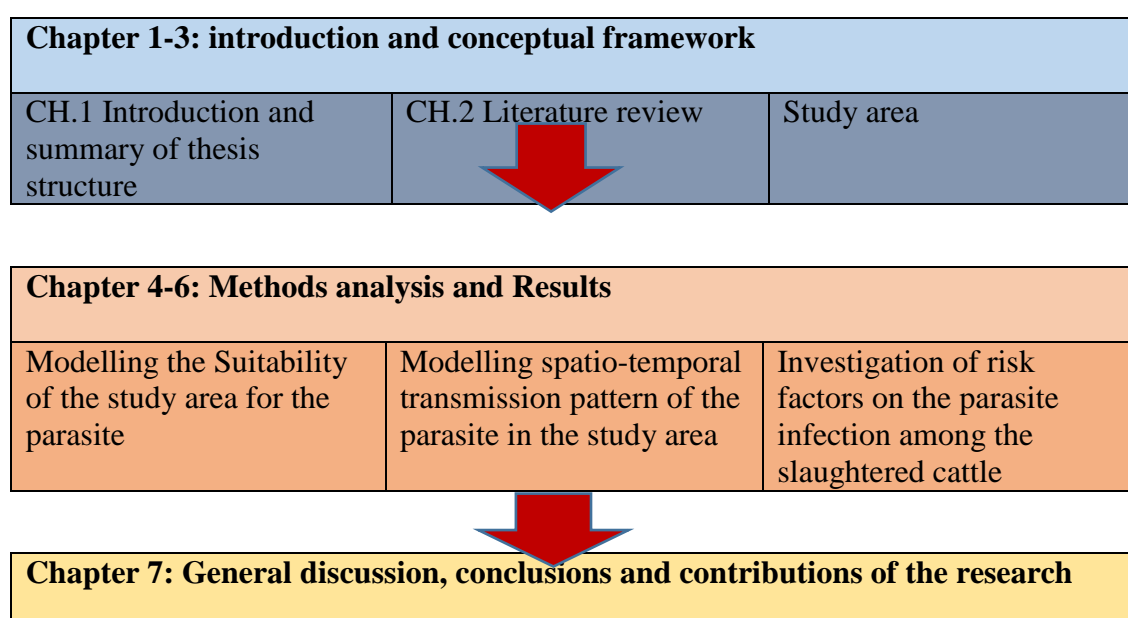 Chapter 1-3: introduction and conceptual framework
CH.1 Introduction and
summary of thesis
structure
CH.2 Literature review
Study area
Chapter 4-6: Methods analysis and Results
Modelling the Suitability
of the study area for the
parasite
Modelling spatio-temporal
transmission pattern of the
parasite in the study area
Investigation of risk
factors on the parasite
infection among the
slaughtered cattle
Chapter 7: General discussion, conclusions and contributions of the research